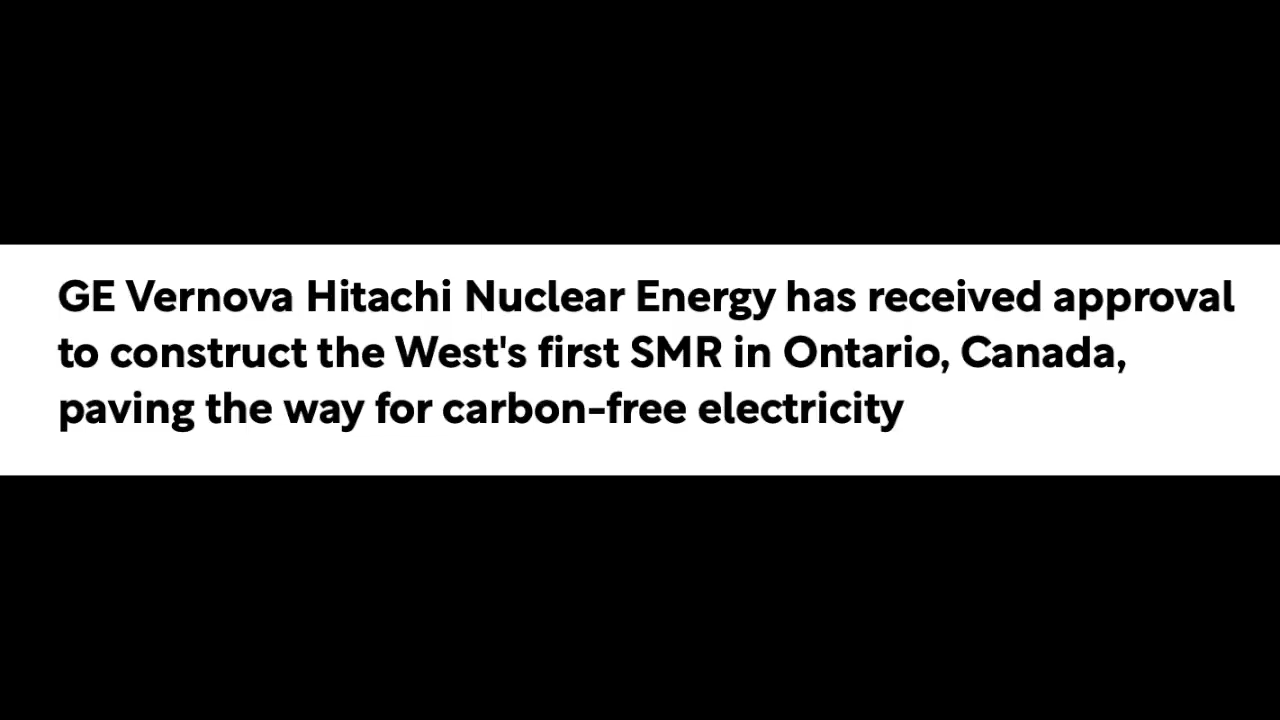 GE Vernova Hitachi Nuclear Energy has received approval
to construct the West's first SMR in Ontario, Canada,
paving the way for carbon-free electricity